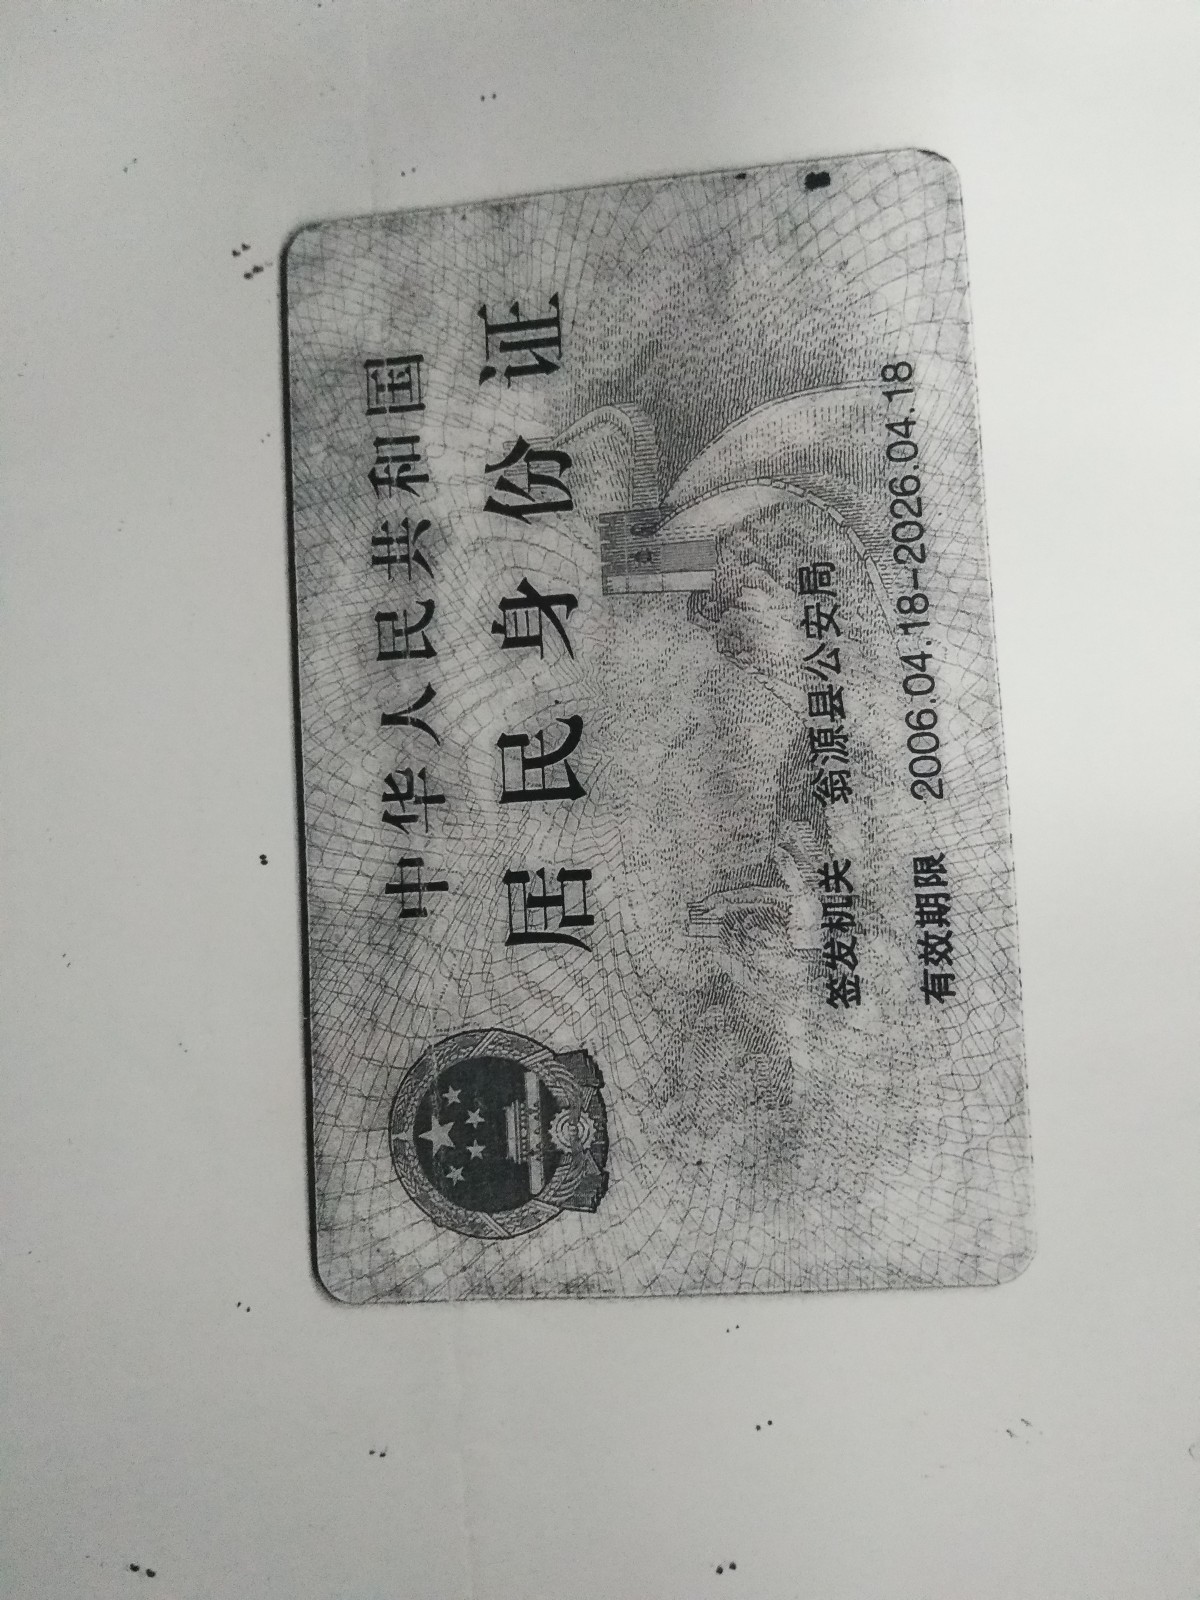 中华人民共和国
居民身份证
签发机关 翁源县公安局
有效期限 2006.04.18-2026.04.18